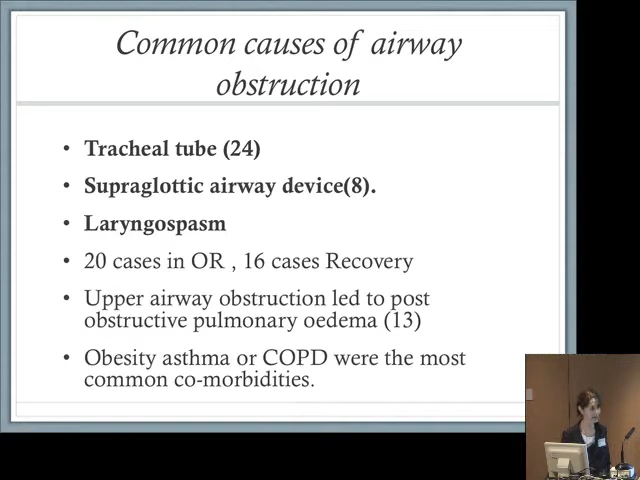 Common causes of airway
obstruction
• Tracheal tube (24)
• Supraglottic airway device(8).
• Laryngospasm
• 20 cases in OR , 16 cases Recovery
• Upper airway obstruction led to post
obstructive pulmonary oedema (13)
• Obesity asthma or COPD were the most
common co-morbidities.